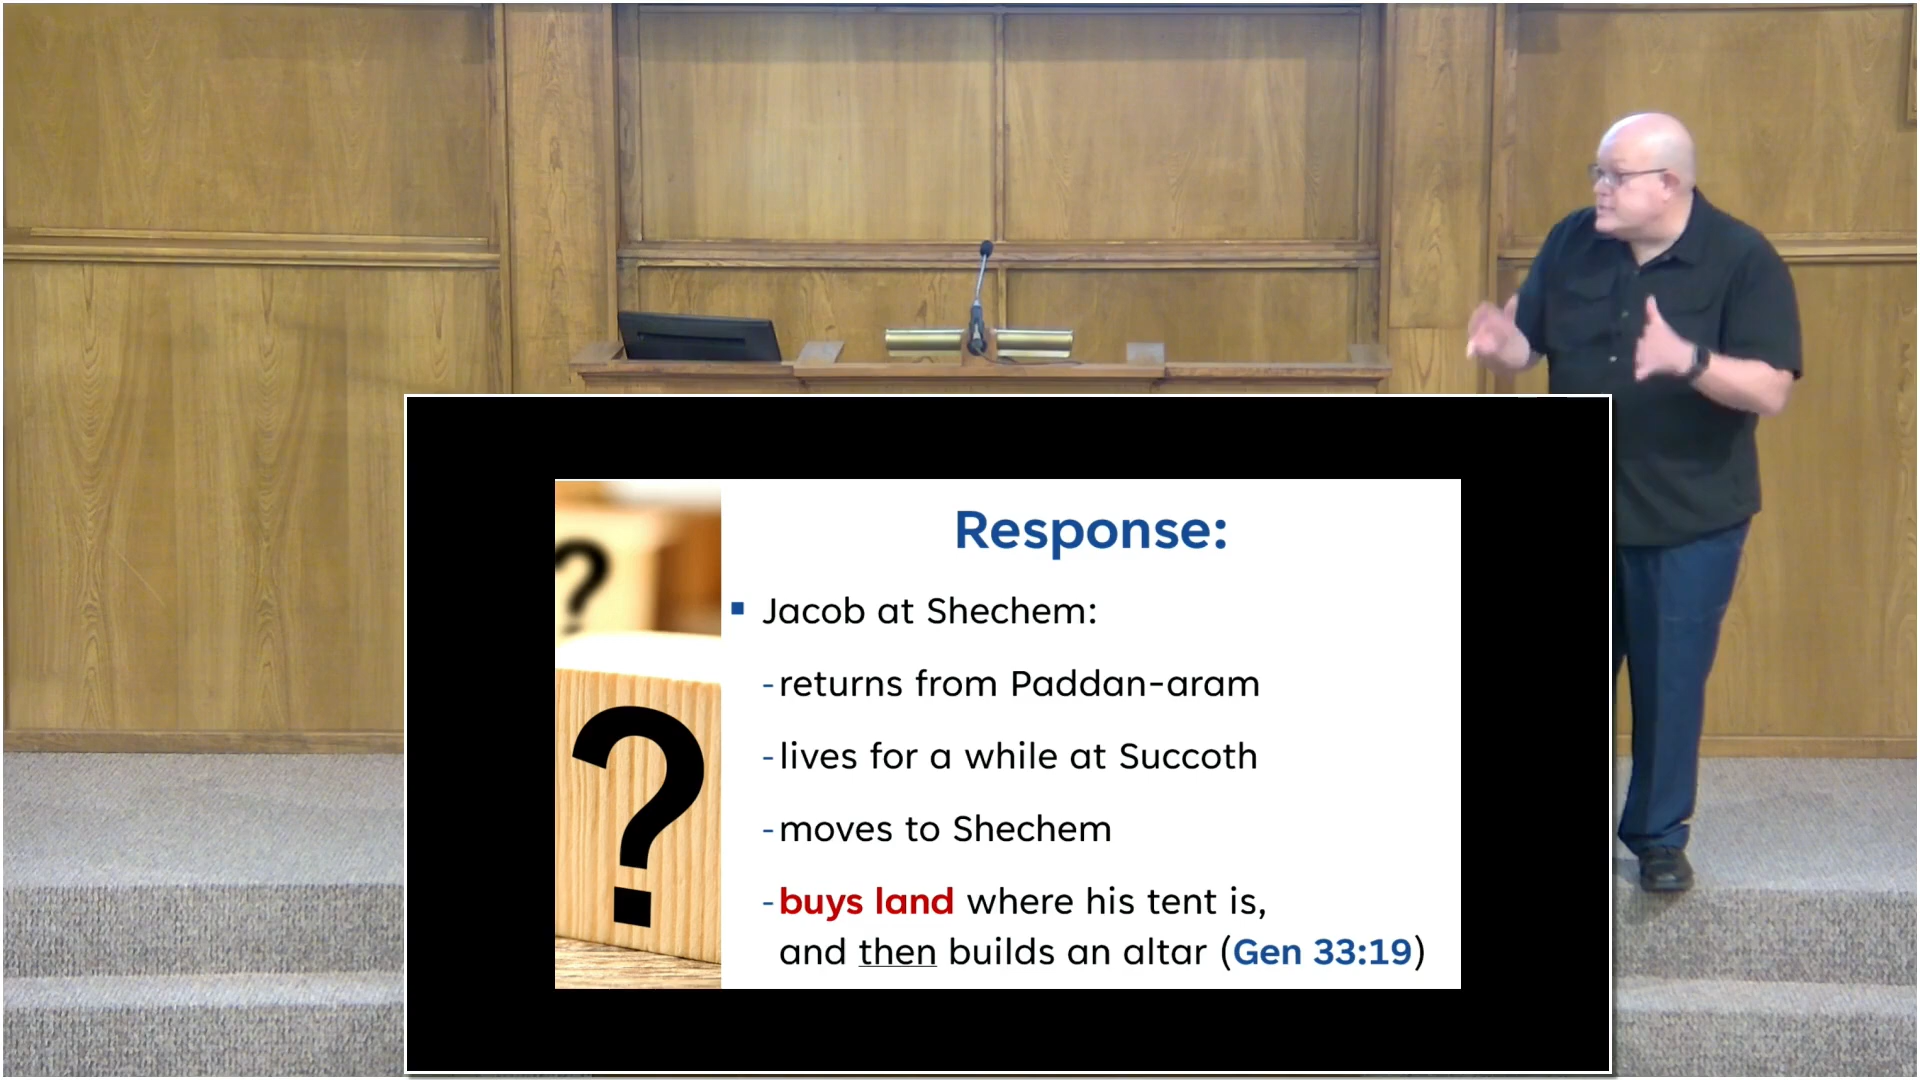 Response:
▪ Jacob at Shechem:
-returns from Paddan-aram
-lives for a while at Succoth
-moves to Shechem
-buys land where his tent is,
and then builds an altar (Gen 33:19)
?
?